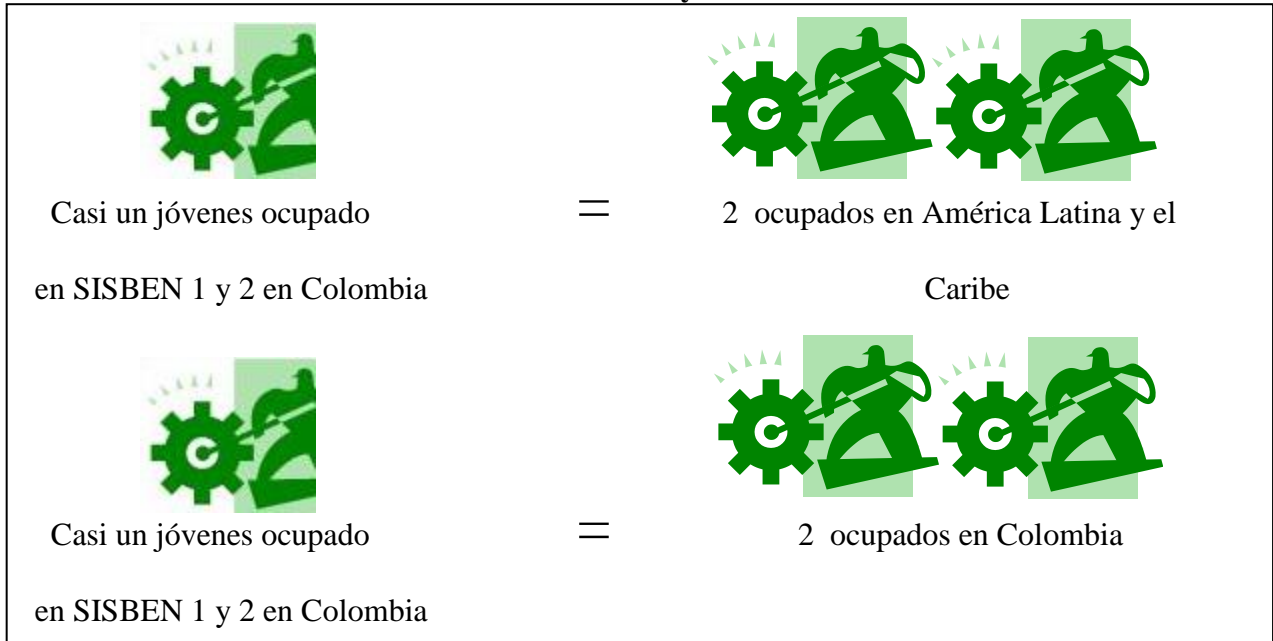 y
Casi un jóvenes ocupado
en SISBEN 1 y 2 en Colombia
=
2 ocupados en América Latina y el
Caribe
Casi un jóvenes ocupado
en SISBEN 1 y 2 en Colombia
=
2 ocupados en Colombia